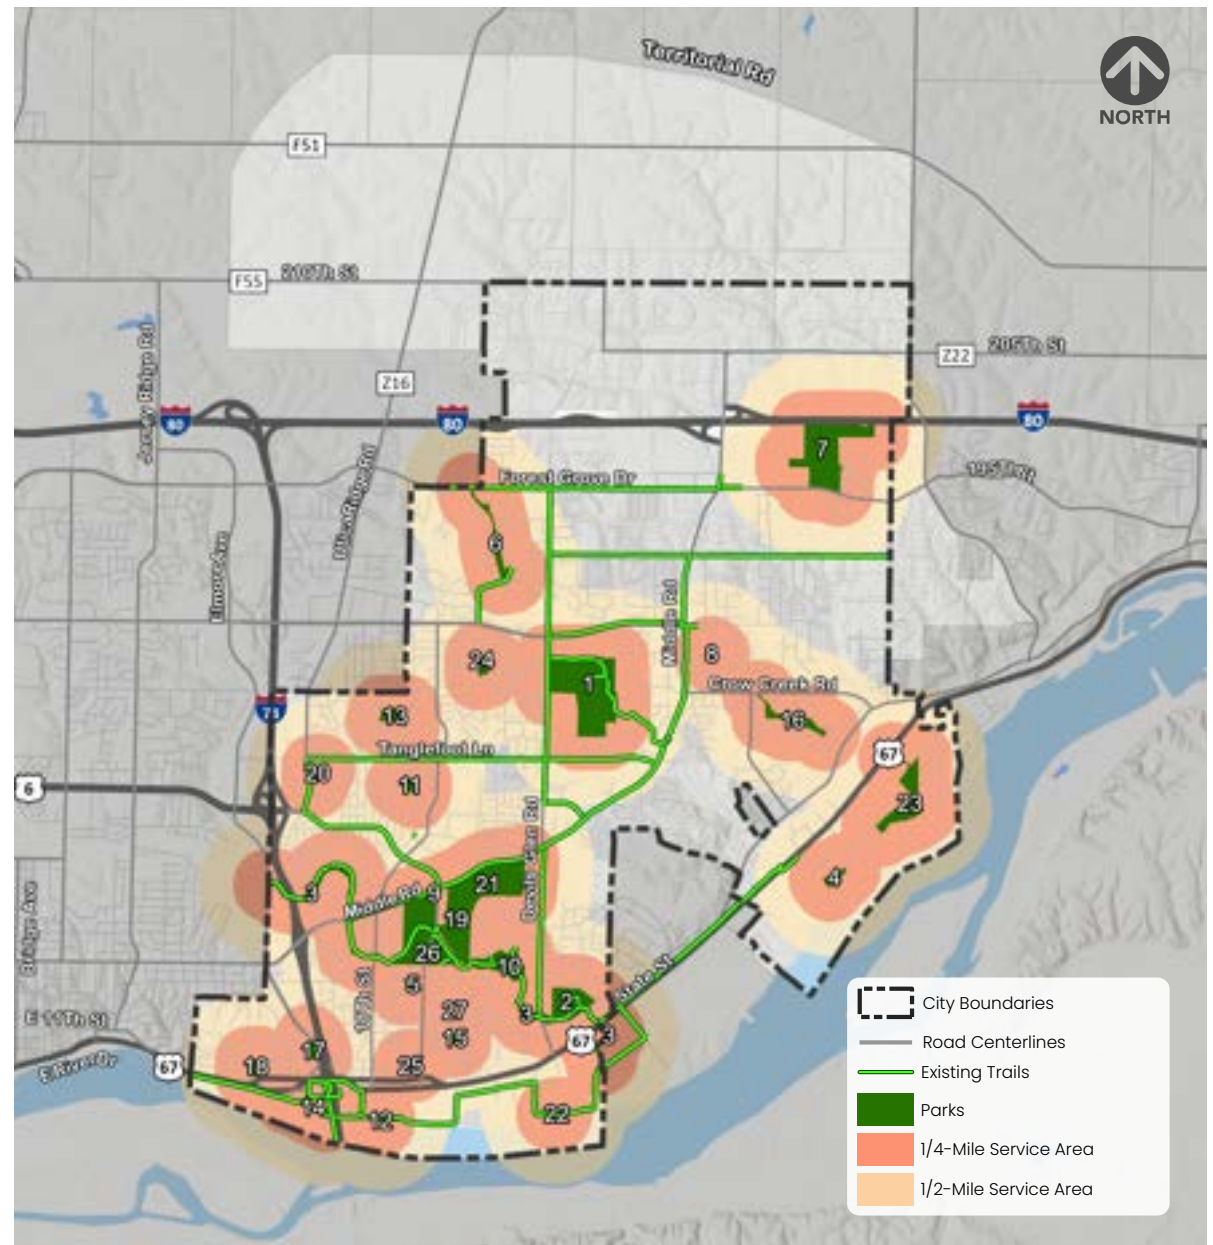 Territorial Rd
NORTH
F51
F55
210Th St
Z16
Z22
205Th St
Jersey Ridge Rd
80
80
80
7
Forest Grove Dr
195Th St
Utica Ridge Rd
Elmore Ave
6
Middle Rd
24
8
1
Crow Creek Rd
13
16
74
Tanglefoot Ln
67
20
11
6
23
4
3
Middle Rd
9
21
19
26
10
5
27
15
2
3
State St
67
3
17Th St
E 11Th St
E River Dr
67
18
17
25
14
12
22
City Boundaries
Road Centerlines
Existing Trails
Parks
1/4-Mile Service Area
1/2-Mile Service Area